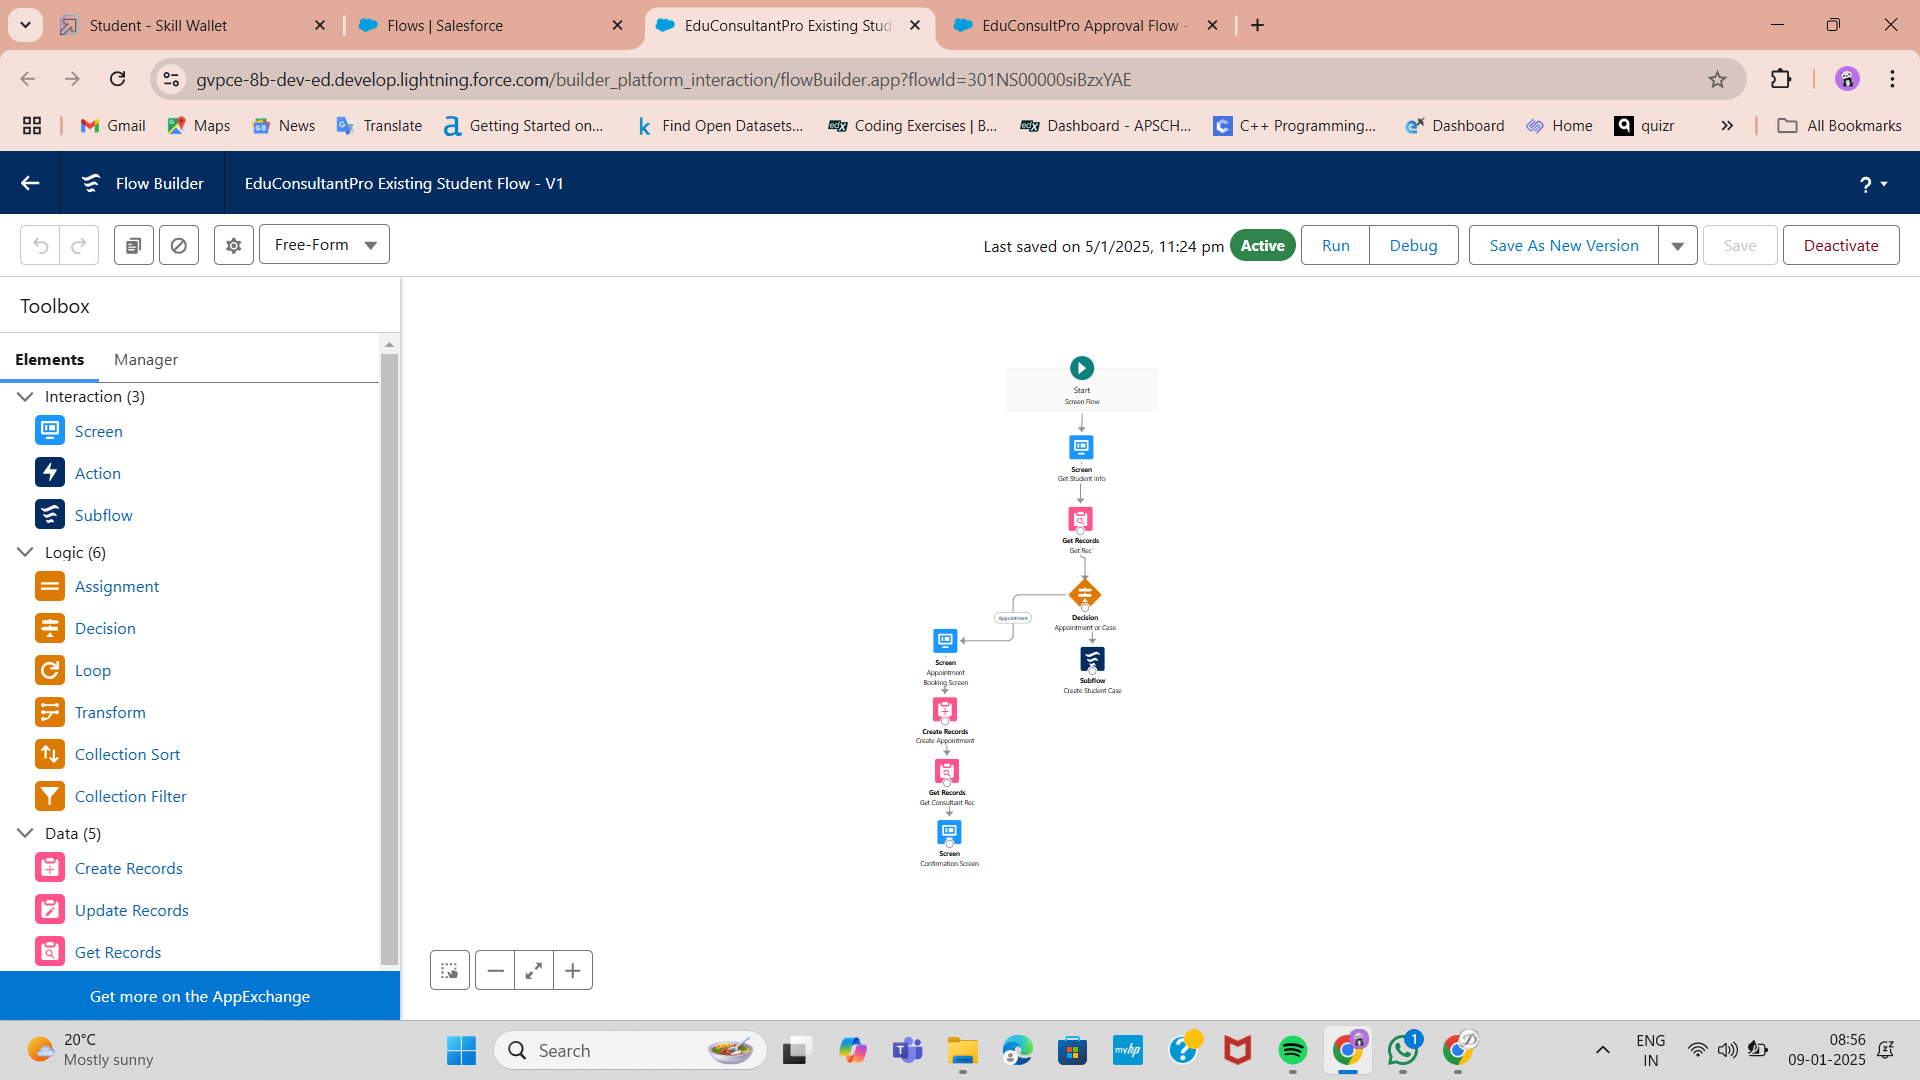 Student - Skill Wallet
Flows | Salesforce
EduConsultantPro Existing Stud
EduConsultPro Approval Flow -
gvpce-8b-dev-ed.develop.lightning.force.com/builder_platform_interaction/flowBuilder.app?flowId=301NS00000siBzxYAE
Gmail
Maps
News
Translate
Getting Started on...
Find Open Datasets...
Coding Exercises | B...
Dashboard - APSCH...
C++ Programming...
Dashboard
Home
quizr
All Bookmarks
Flow Builder
EduConsultantPro Existing Student Flow - V1
?
Free-Form
Last saved on 5/1/2025, 11:24 pm
Active
Run
Debug
Save As New Version
Save
Deactivate
Toolbox
Elements
Manager
Interaction (3)
Screen
Action
Subflow
Logic (6)
Assignment
Decision
Loop
Transform
Collection Sort
Collection Filter
Data (5)
Create Records
Update Records
Get Records
Get more on the AppExchange
Start
Screen Flow
Screen
Get Student Info
Get Records
Get Rec
Appointment
Decision
Appointment or Case
Screen
Appointment
Booking Screen
Subflow
Create Student Case
Create Records
Create Appointment
Get Records
Get Consultant Rec
Screen
Confirmation Screen
20°C
Mostly sunny
Search
myhp
1
ENG
IN
08:56
09-01-2025